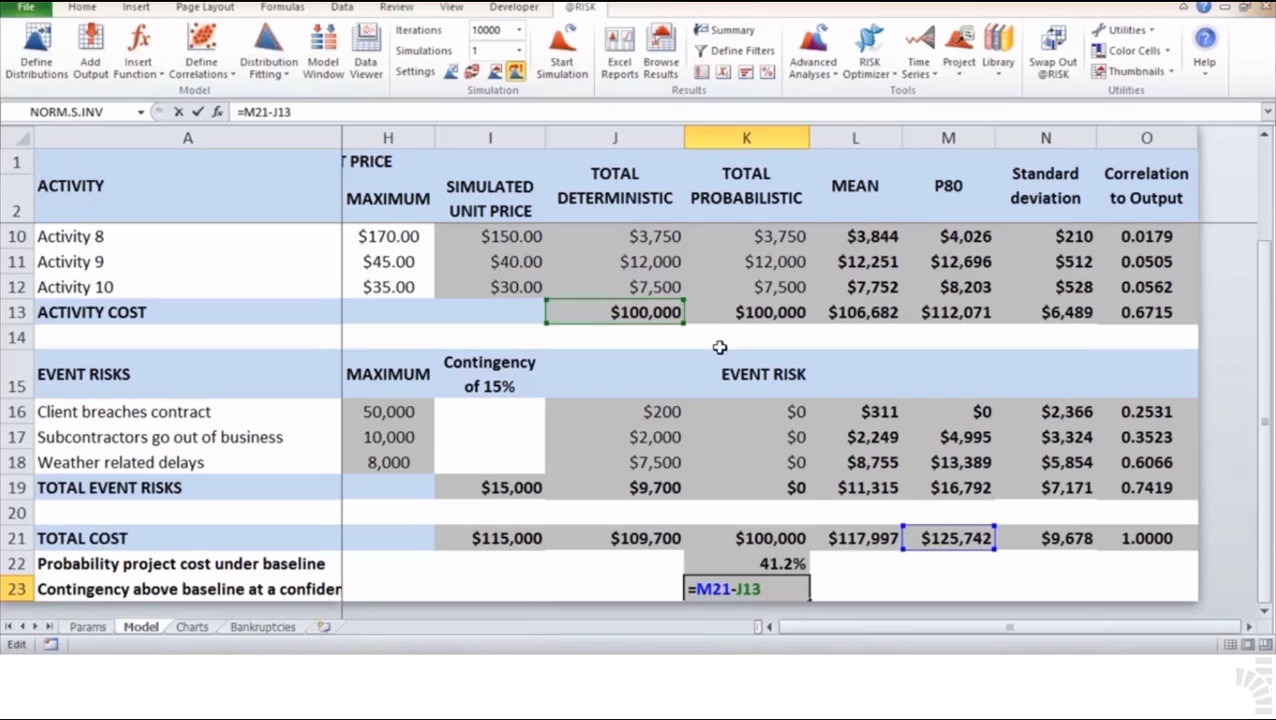 File Home Insert Page Layout Formulas Data Review View Developer @RISK
Define Distributions
Add Output
Insert Function
Define Correlations
Distribution Fitting
Model Window
Data Viewer
Model
Iterations 10000
Simulations 1
Settings
Start Simulation
Simulation
Excel Reports
Browse Results
Summary
Define Filters
Results
Advanced Analyses
RISK Optimizer
Time Series
Project
Library
Tools
Swap Out @RISK
Utilities
Color Cells
Thumbnails
Utilities
Help
NORM.S.INV fx =M21-J13
A H I J K L M N O
1 T PRICE
2 ACTIVITY MAXIMUM SIMULATED UNIT PRICE TOTAL DETERMINISTIC TOTAL PROBABILISTIC MEAN P80 Standard deviation Correlation to Output
10 Activity 8 $170.00 $150.00 $3,750 $3,750 $3,844 $4,026 $210 0.0179
11 Activity 9 $45.00 $40.00 $12,000 $12,000 $12,251 $12,696 $512 0.0505
12 Activity 10 $35.00 $30.00 $7,500 $7,500 $7,752 $8,203 $528 0.0562
13 ACTIVITY COST $100,000 $100,000 $106,682 $112,071 $6,489 0.6715
14
15 EVENT RISKS MAXIMUM Contingency of 15% EVENT RISK
16 Client breaches contract 50,000 $200 $0 $311 $0 $2,366 0.2531
17 Subcontractors go out of business 10,000 $2,000 $0 $2,249 $4,995 $3,324 0.3523
18 Weather related delays 8,000 $7,500 $0 $8,755 $13,389 $5,854 0.6066
19 TOTAL EVENT RISKS $15,000 $9,700 $0 $11,315 $16,792 $7,171 0.7419
20
21 TOTAL COST $115,000 $109,700 $100,000 $117,997 $125,742 $9,678 1.0000
22 Probability project cost under baseline 41.2%
23 Contingency above baseline at a confiden =M21-J13
Params Model Charts Bankruptcies
Edit